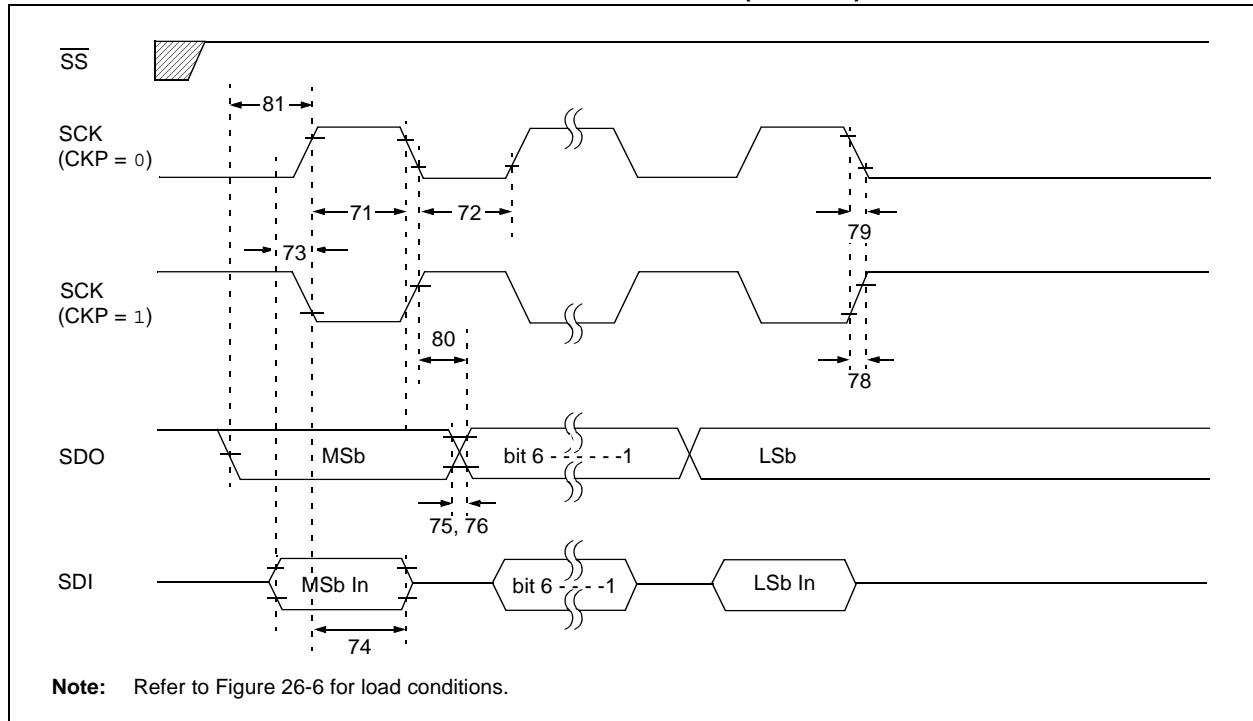 SS
81
SCK
(CKP = 0)
71
72
79
73
SCK
(CKP = 1)
80
78
SDO
MSb
bit 6 - - - - - - -1
LSb
75, 76
SDI
MSb In
bit 6 - - - - -1
LSb In
74
Note: Refer to Figure 26-6 for load conditions.